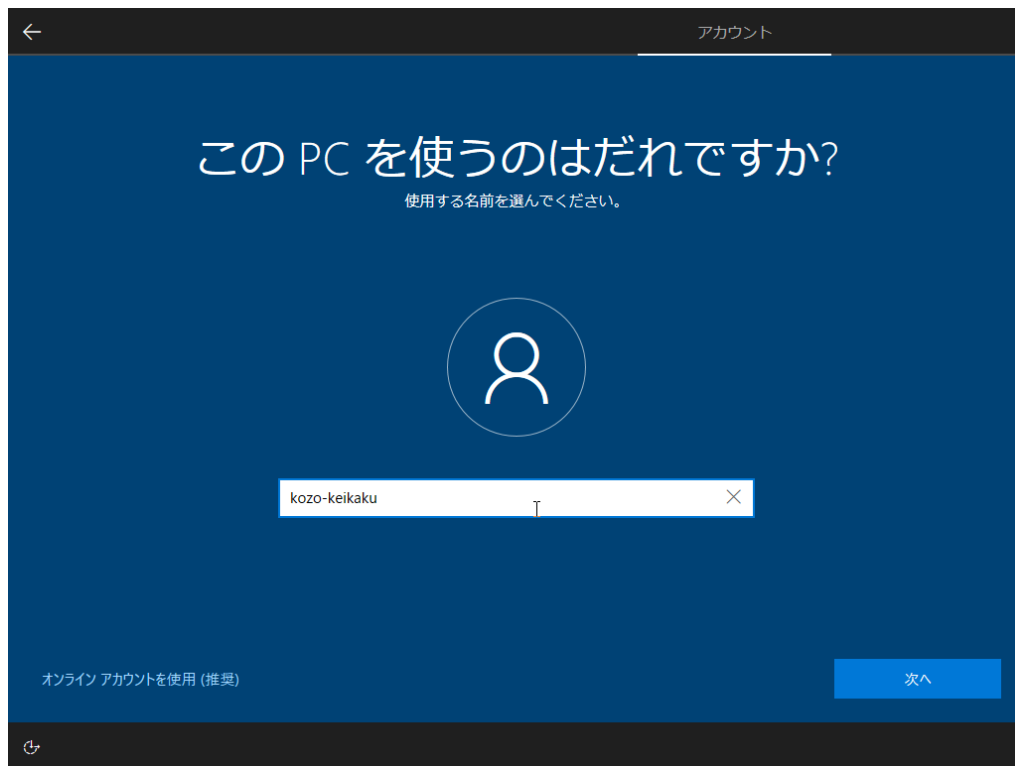 アカウント
この PC を使うのはだれですか?
使用する名前を選んでください。
kozo-keikaku
オンライン アカウントを使用 (推奨)
次へ